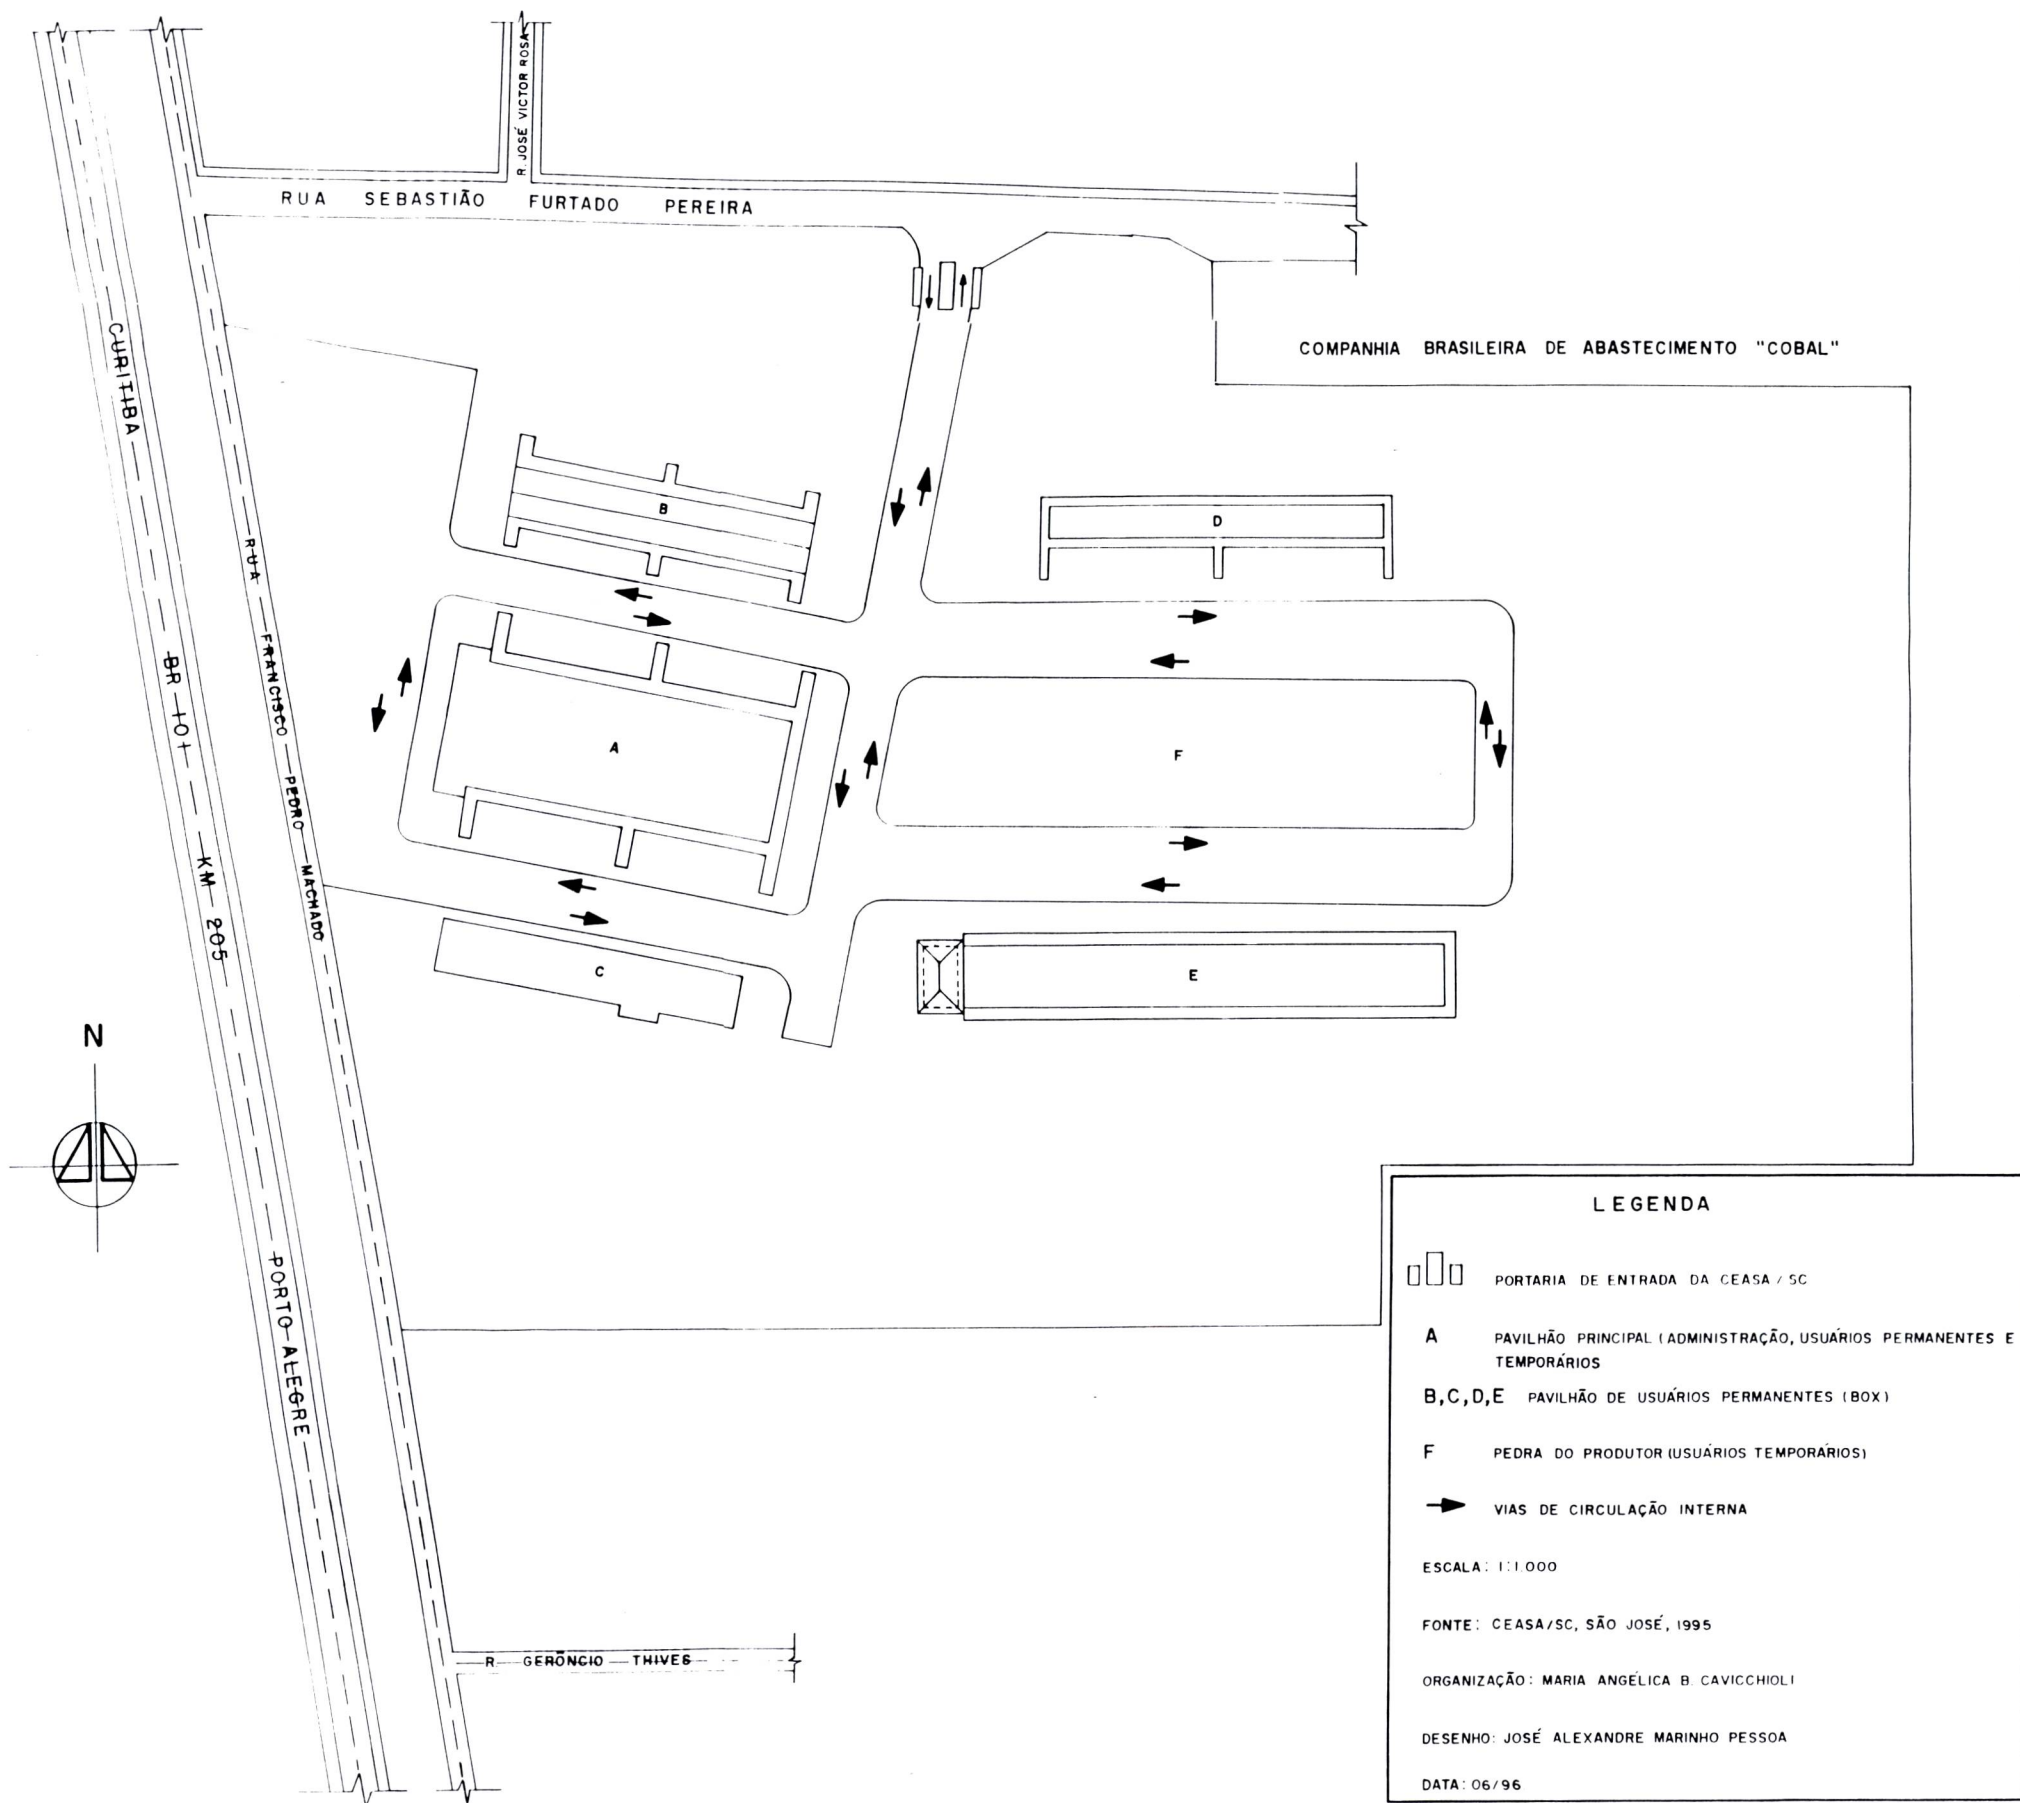 R. JOSÉ VICTOR ROSA
RUA SEBASTIÃO FURTADO PEREIRA
COMPANHIA BRASILEIRA DE ABASTECIMENTO "COBAL"
CURITIBA
BR 101
KM 205
PORTO ALEGRE
RUA FRANCISCO PEDRO MACHADO
B
D
A
F
C
E
N
R. GERÔNCIO THIVES
LEGENDA
PORTARIA DE ENTRADA DA CEASA / SC
A PAVILHÃO PRINCIPAL (ADMINISTRAÇÃO, USUÁRIOS PERMANENTES E
TEMPORÁRIOS
B,C,D,E PAVILHÃO DE USUÁRIOS PERMANENTES (BOX)
F PEDRA DO PRODUTOR (USUÁRIOS TEMPORÁRIOS)
VIAS DE CIRCULAÇÃO INTERNA
ESCALA: 1:1.000
FONTE: CEASA/SC, SÃO JOSÉ, 1995
ORGANIZAÇÃO: MARIA ANGÉLICA B. CAVICCHIOLI
DESENHO: JOSÉ ALEXANDRE MARINHO PESSOA
DATA: 06/96